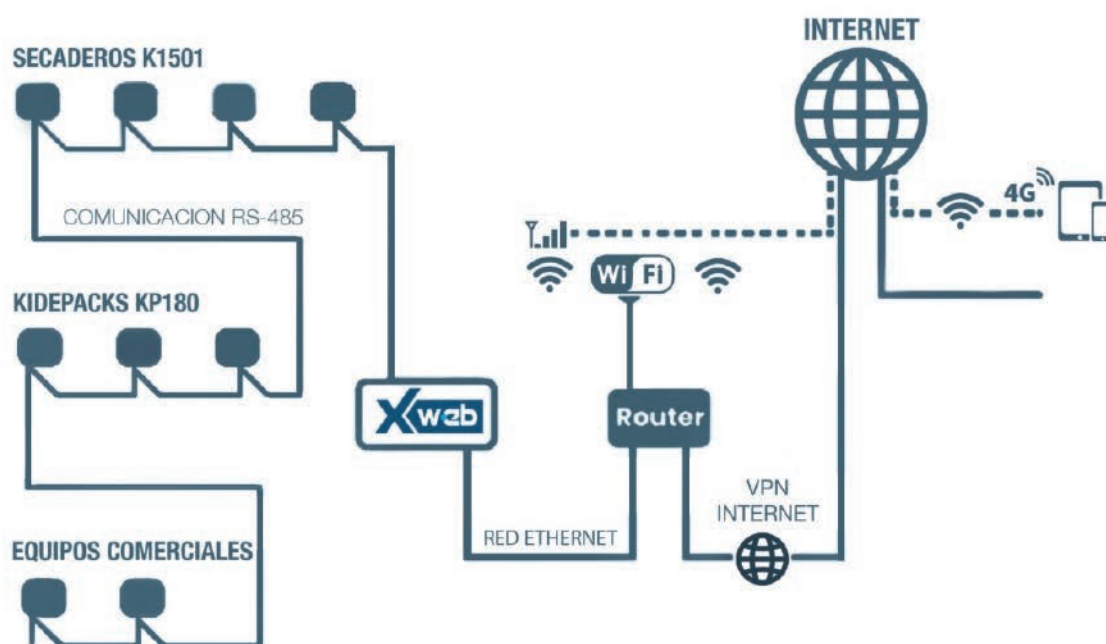 SECADEROS K1501
COMUNICACION RS-485
KIDEPACKS KP180
EQUIPOS COMERCIALES
Xweb
RED ETHERNET
Wi Fi
Router
VPN
INTERNET
INTERNET
4G